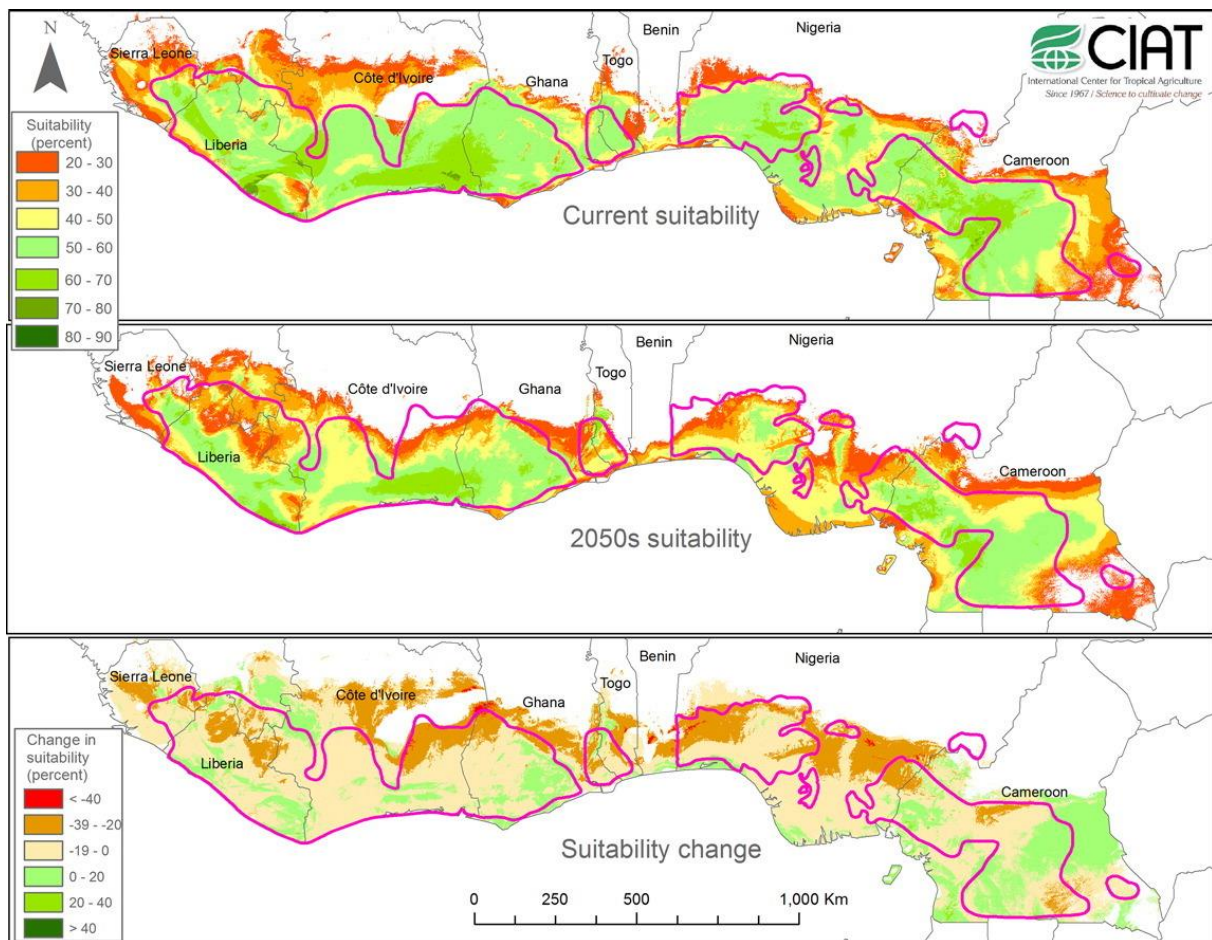 N
Sierra Leone
Liberia
Côte d'Ivoire
Ghana
Togo
Benin
Nigeria
Cameroon
CIAT
International Center for Tropical Agriculture
Since 1967 / Science to cultivate change
Suitability
(percent)
20 - 30
30 - 40
40 - 50
50 - 60
60 - 70
70 - 80
80 - 90
Current suitability
Sierra Leone
Liberia
Côte d'Ivoire
Ghana
Togo
Benin
Nigeria
Cameroon
2050s suitability
Sierra Leone
Liberia
Côte d'Ivoire
Ghana
Togo
Benin
Nigeria
Cameroon
Change in
suitability
(percent)
< -40
-39 - -20
-19 - 0
0 - 20
20 - 40
> 40
Suitability change
0 250 500 1,000 Km